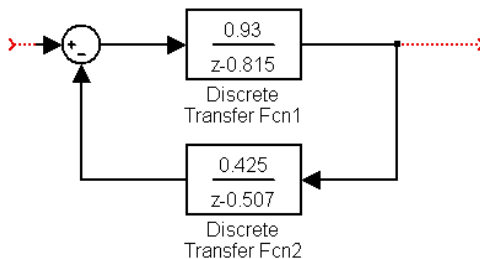 +
-
0.93
z-0.815
Discrete
Transfer Fcn1
0.425
z-0.507
Discrete
Transfer Fcn2